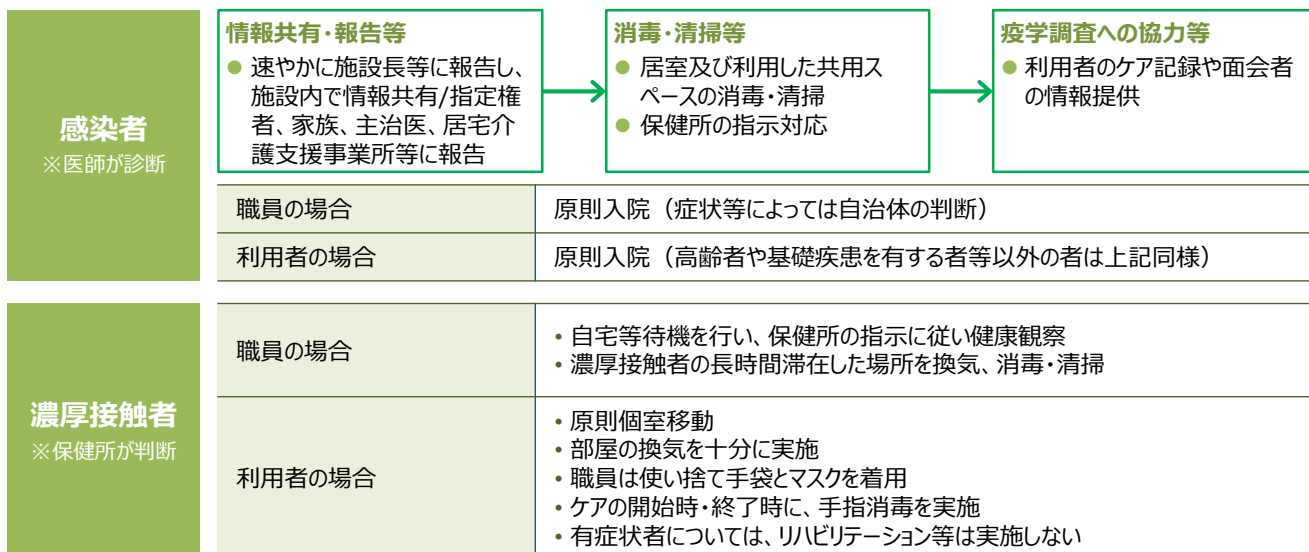 感染者
※医師が診断
情報共有・報告等
● 速やかに施設長等に報告し、
施設内で情報共有/指定権
者、家族、主治医、居宅介
護支援事業所等に報告
消毒・清掃等
● 居室及び利用した共用ス
ペースの消毒・清掃
● 保健所の指示対応
疫学調査への協力等
● 利用者のケア記録や面会者
の情報提供
職員の場合
原則入院（症状等によっては自治体の判断）
利用者の場合
原則入院（高齢者や基礎疾患を有する者等以外の者は上記同様）
濃厚接触者
※保健所が判断
職員の場合
• 自宅等待機を行い、保健所の指示に従い健康観察
• 濃厚接触者の長時間滞在した場所を換気、消毒・清掃
利用者の場合
• 原則個室移動
• 部屋の換気を十分に実施
• 職員は使い捨て手袋とマスクを着用
• ケアの開始時・終了時に、手指消毒を実施
• 有症状者については、リハビリテーション等は実施しない